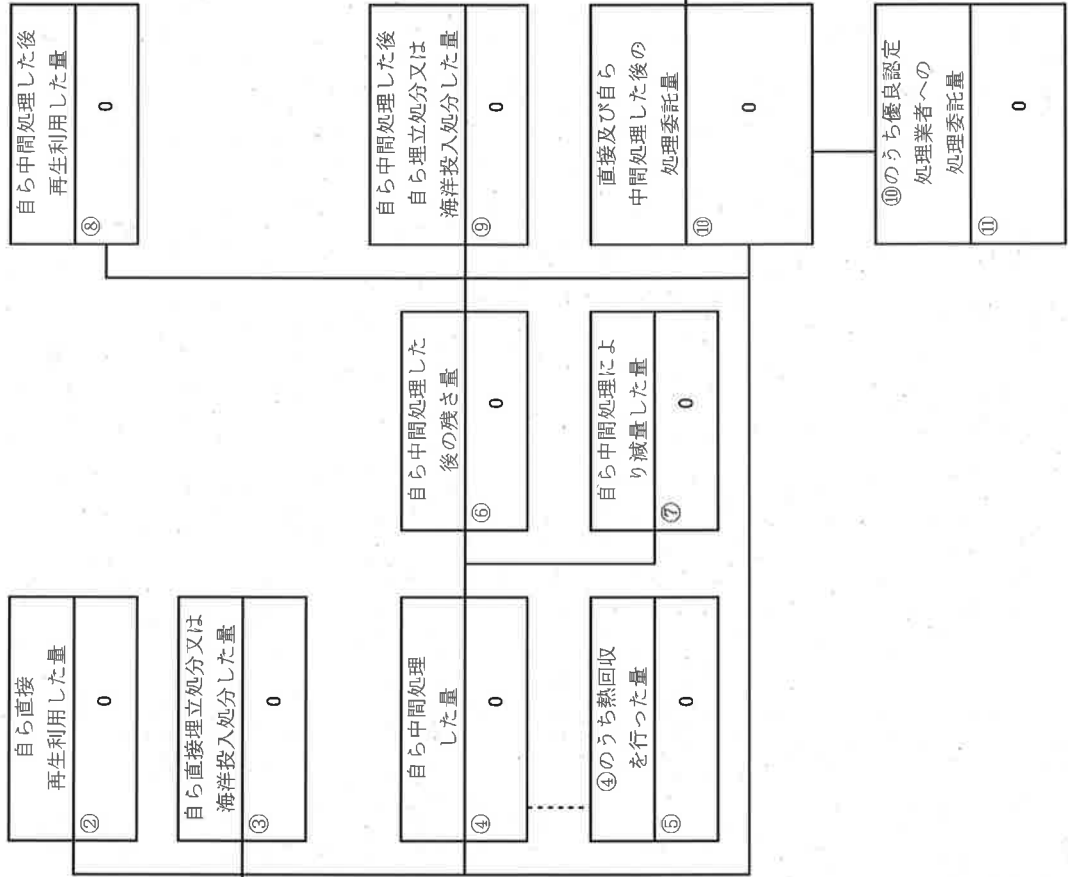 自ら直接
再生利用した量
②
0
自ら直接埋立処分又は
海洋投入処分した量
③
0
自ら中間処理
した量
④
0
④のうち熱回収
を行った量
⑤
0
自ら中間処理した
後の残さ量
⑥
0
自ら中間処理によ
り減量した量
⑦
0
自ら中間処理した後
再生利用した量
⑧
0
自ら中間処理した後
自ら埋立処分又は
海洋投入処分した量
⑨
0
直接及び自ら
中間処理した後の
処理委託量
⑩
0
⑩のうち優良認定
処理業者への
処理委託量
⑪
0